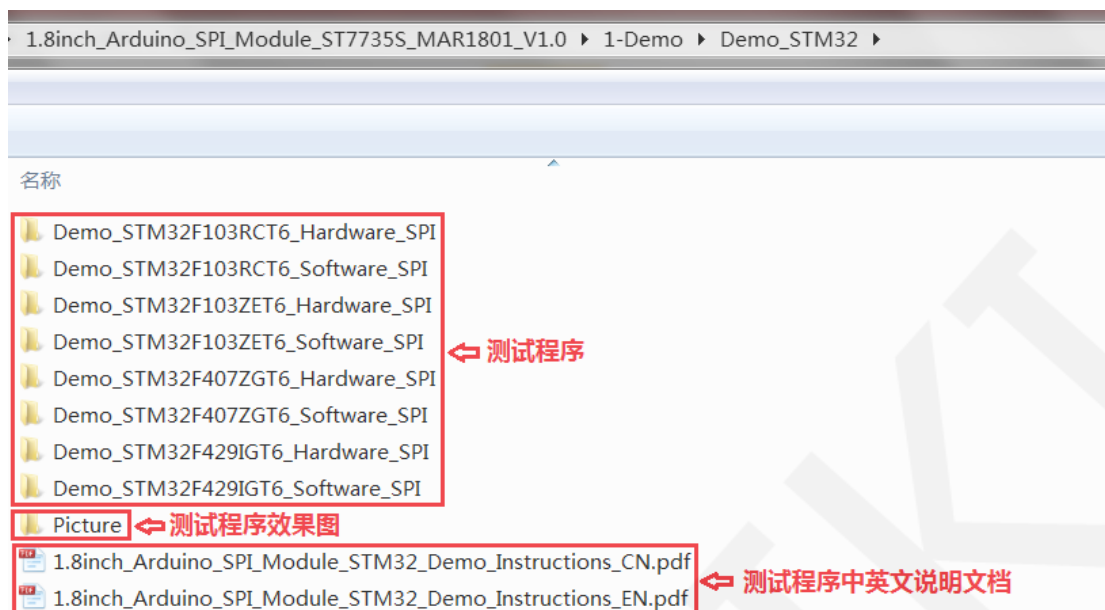 1.8inch_Arduino_SPI_Module_ST7735S_MAR1801_V1.0 ▸ 1-Demo ▸ Demo_STM32 ▸
名称
Demo_STM32F103RCT6_Hardware_SPI
Demo_STM32F103RCT6_Software_SPI
Demo_STM32F103ZET6_Hardware_SPI
Demo_STM32F103ZET6_Software_SPI
测试程序
Demo_STM32F407ZGT6_Hardware_SPI
Demo_STM32F407ZGT6_Software_SPI
Demo_STM32F429IGT6_Hardware_SPI
Demo_STM32F429IGT6_Software_SPI
Picture 测试程序效果图
1.8inch_Arduino_SPI_Module_STM32_Demo_Instructions_CN.pdf
测试程序中英文说明文档
1.8inch_Arduino_SPI_Module_STM32_Demo_Instructions_EN.pdf